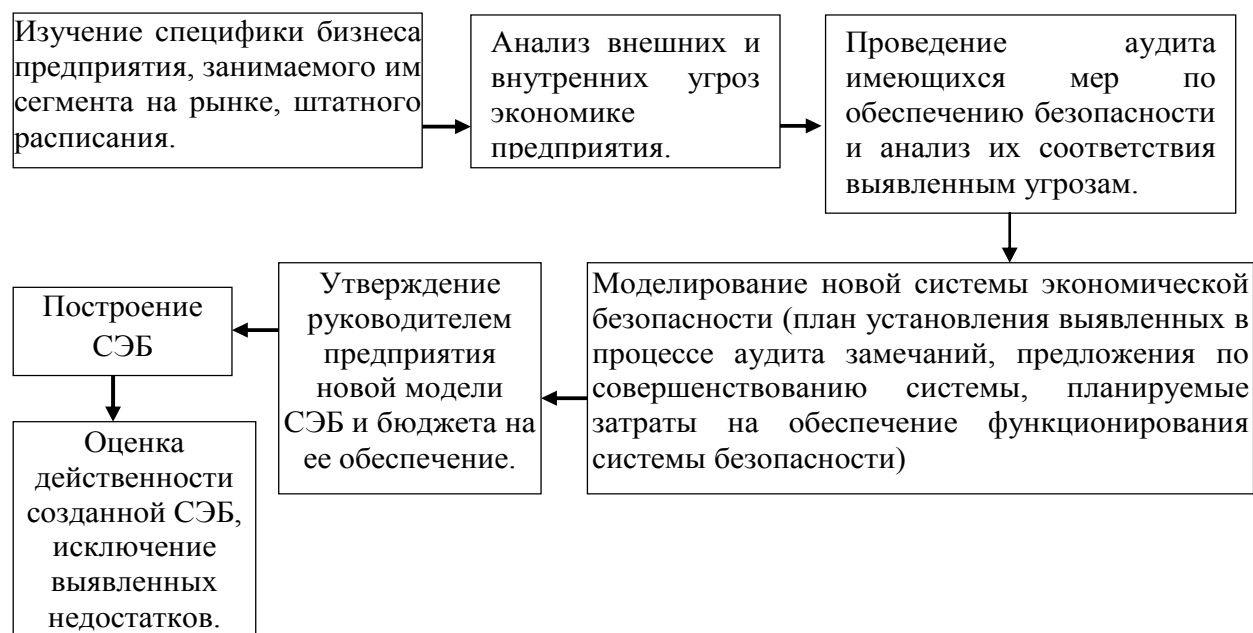 Изучение специфики бизнеса
предприятия, занимаемого им
сегмента на рынке, штатного
расписания.
Анализ внешних и
внутренних угроз
экономике
предприятия.
Проведение аудита
имеющихся мер по
обеспечению безопасности
и анализ их соответствия
выявленным угрозам.
Моделирование новой системы экономической
безопасности (план установления выявленных в
процессе аудита замечаний, предложения по
совершенствованию системы, планируемые
затраты на обеспечение функционирования
системы безопасности)
Утверждение
руководителем
предприятия
новой модели
СЭБ и бюджета на
ее обеспечение.
Построение
СЭБ
Оценка
действенности
созданной СЭБ,
исключение
выявленных
недостатков.